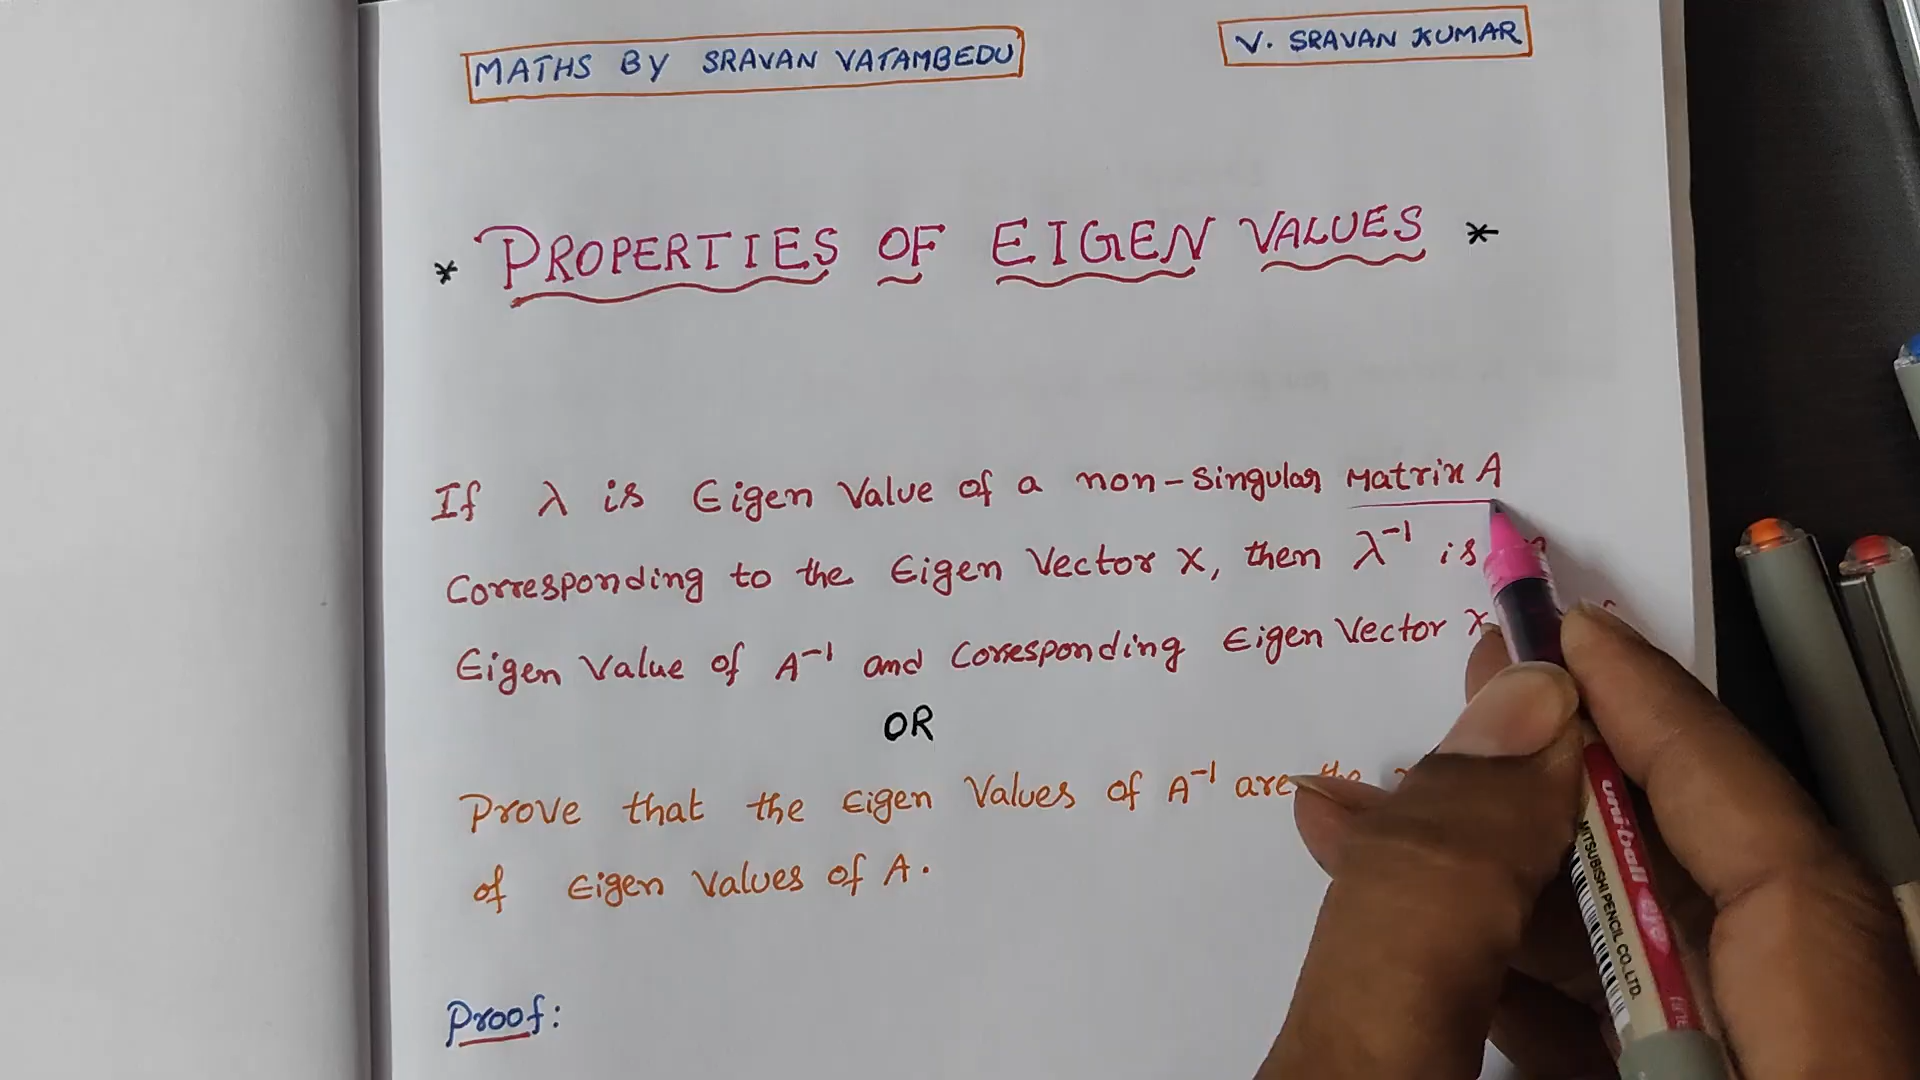 MATHS BY SRAVAN VATAMBEDU
V. SRAVAN KUMAR
* PROPERTIES OF EIGEN VALUES *
If λ is Eigen Value of a non-singular Matrix A
Corresponding to the Eigen Vector X, then λ⁻¹ is
Eigen Value of A⁻¹ and Corresponding Eigen Vector X
OR
Prove that the Eigen Values of A⁻¹ are the
of Eigen Values of A.
Proof:
uni-ball eye
MITSUBISHI PENCIL CO., LTD.